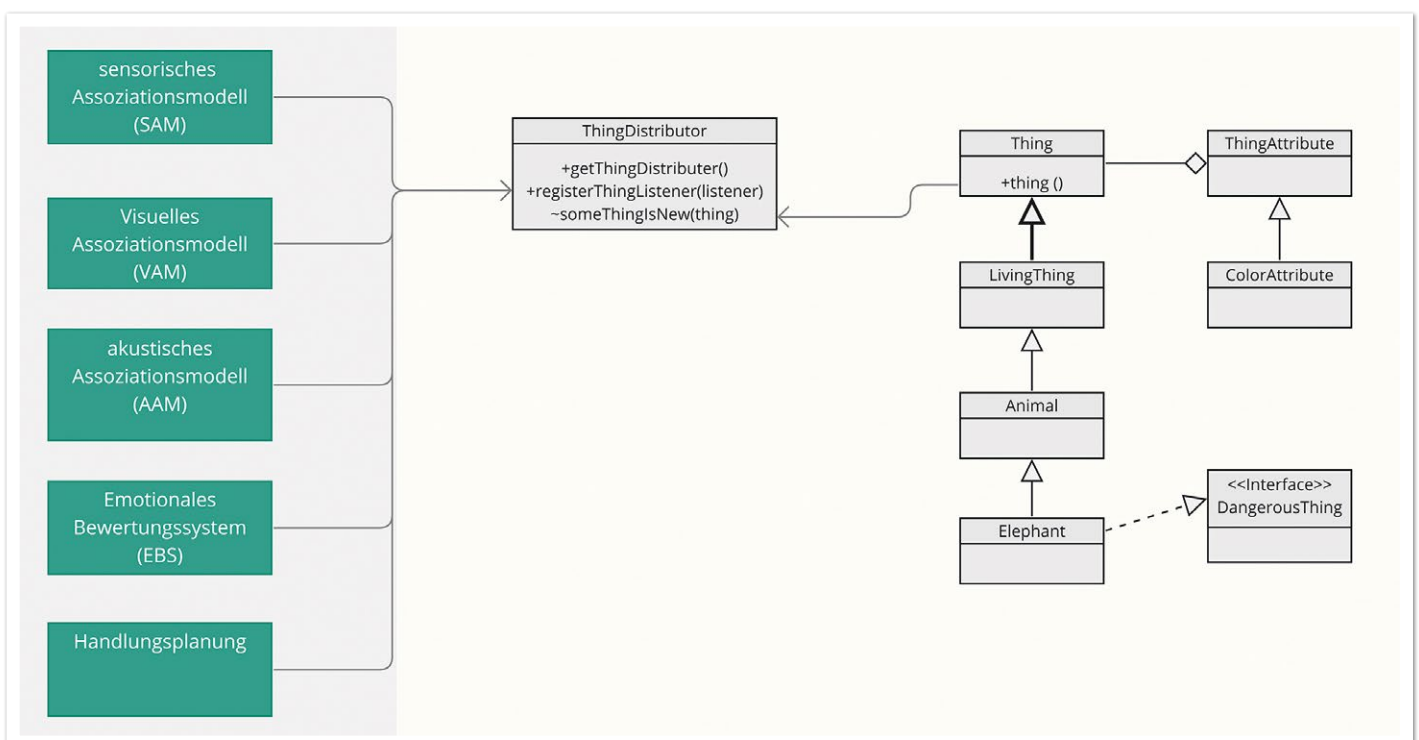 sensorisches
Assoziationsmodell
(SAM)
Visuelles
Assoziationsmodell
(VAM)
akustisches
Assoziationsmodell
(AAM)
Emotionales
Bewertungssystem
(EBS)
Handlungsplanung
ThingDistributor
+getThingDistributer()
+registerThingListener(listener)
~someThingIsNew(thing)
Thing
+thing ()
ThingAttribute
LivingThing
ColorAttribute
Animal
Elephant
<<Interface>>
DangerousThing